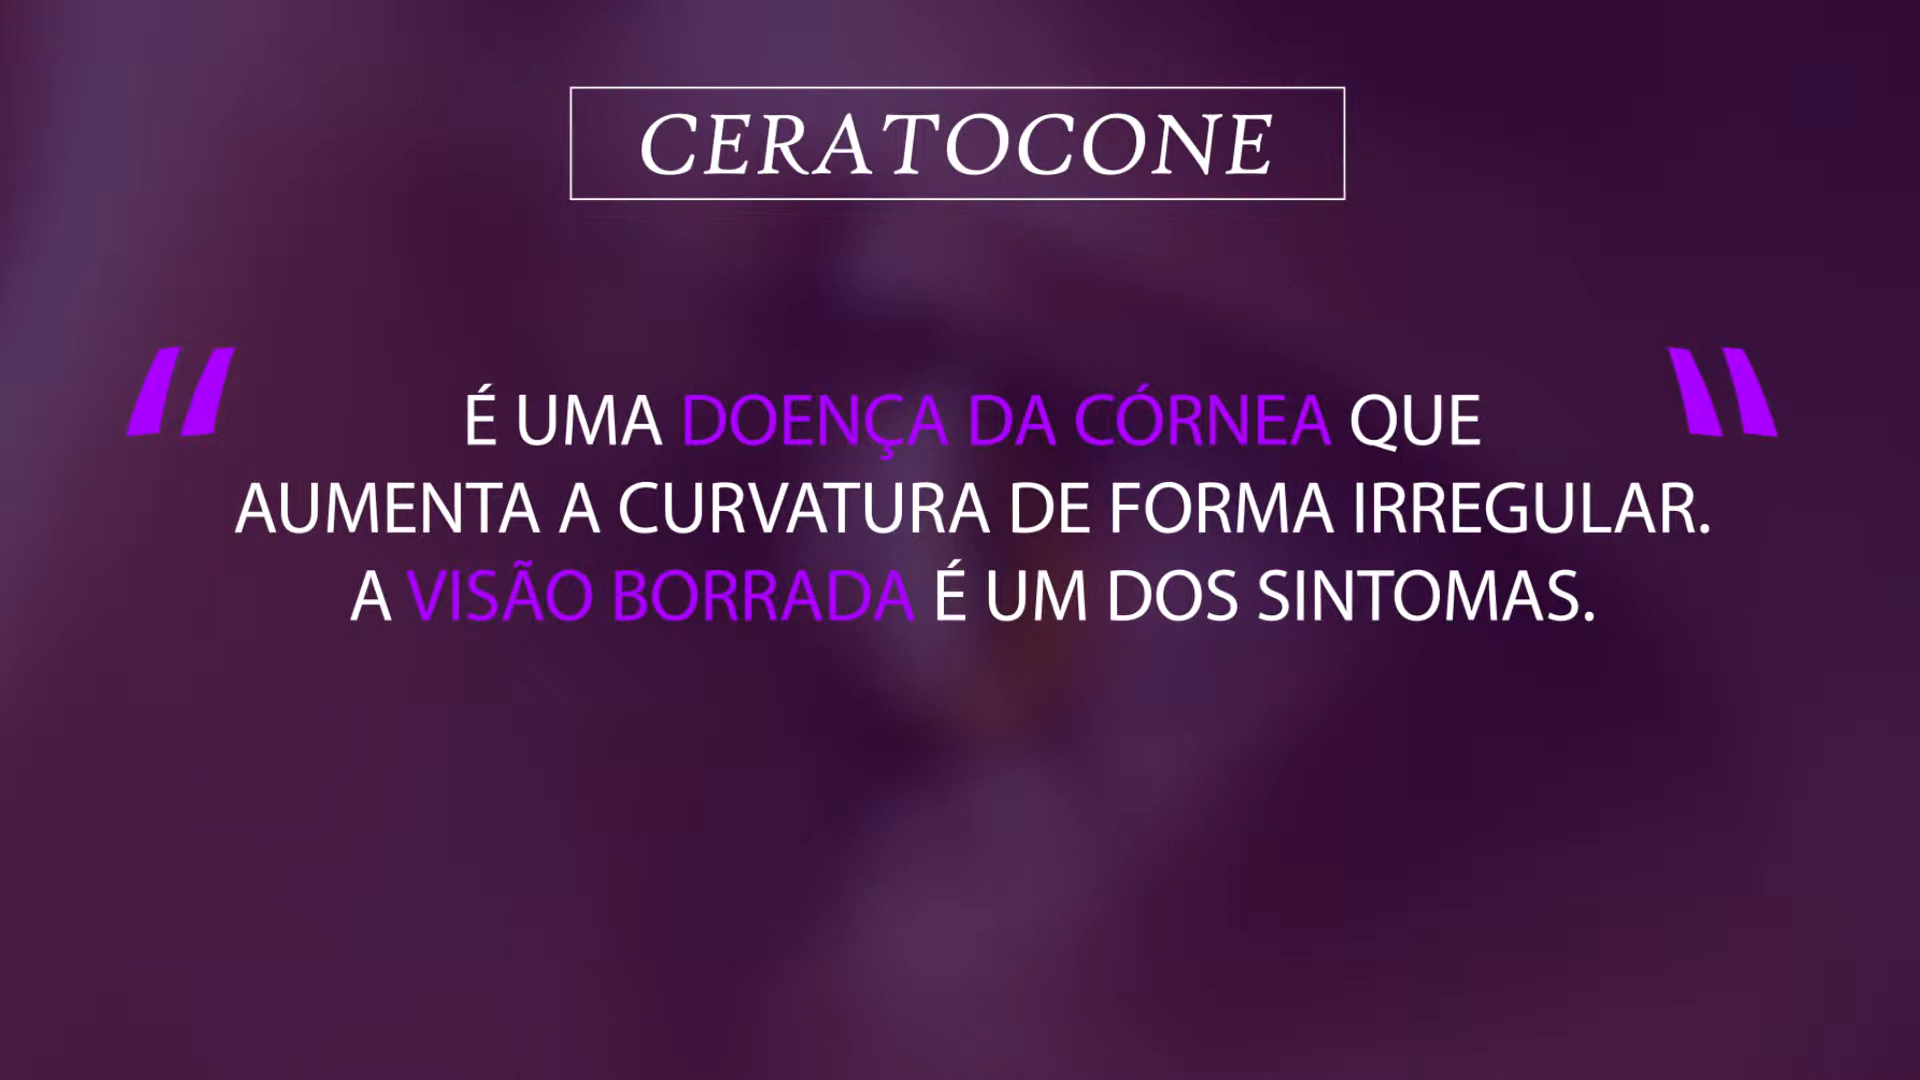 CERATOCONE
“ É UMA DOENÇA DA CÓRNEA QUE "
AUMENTA A CURVATURA DE FORMA IRREGULAR.
A VISÃO BORRADA É UM DOS SINTOMAS.